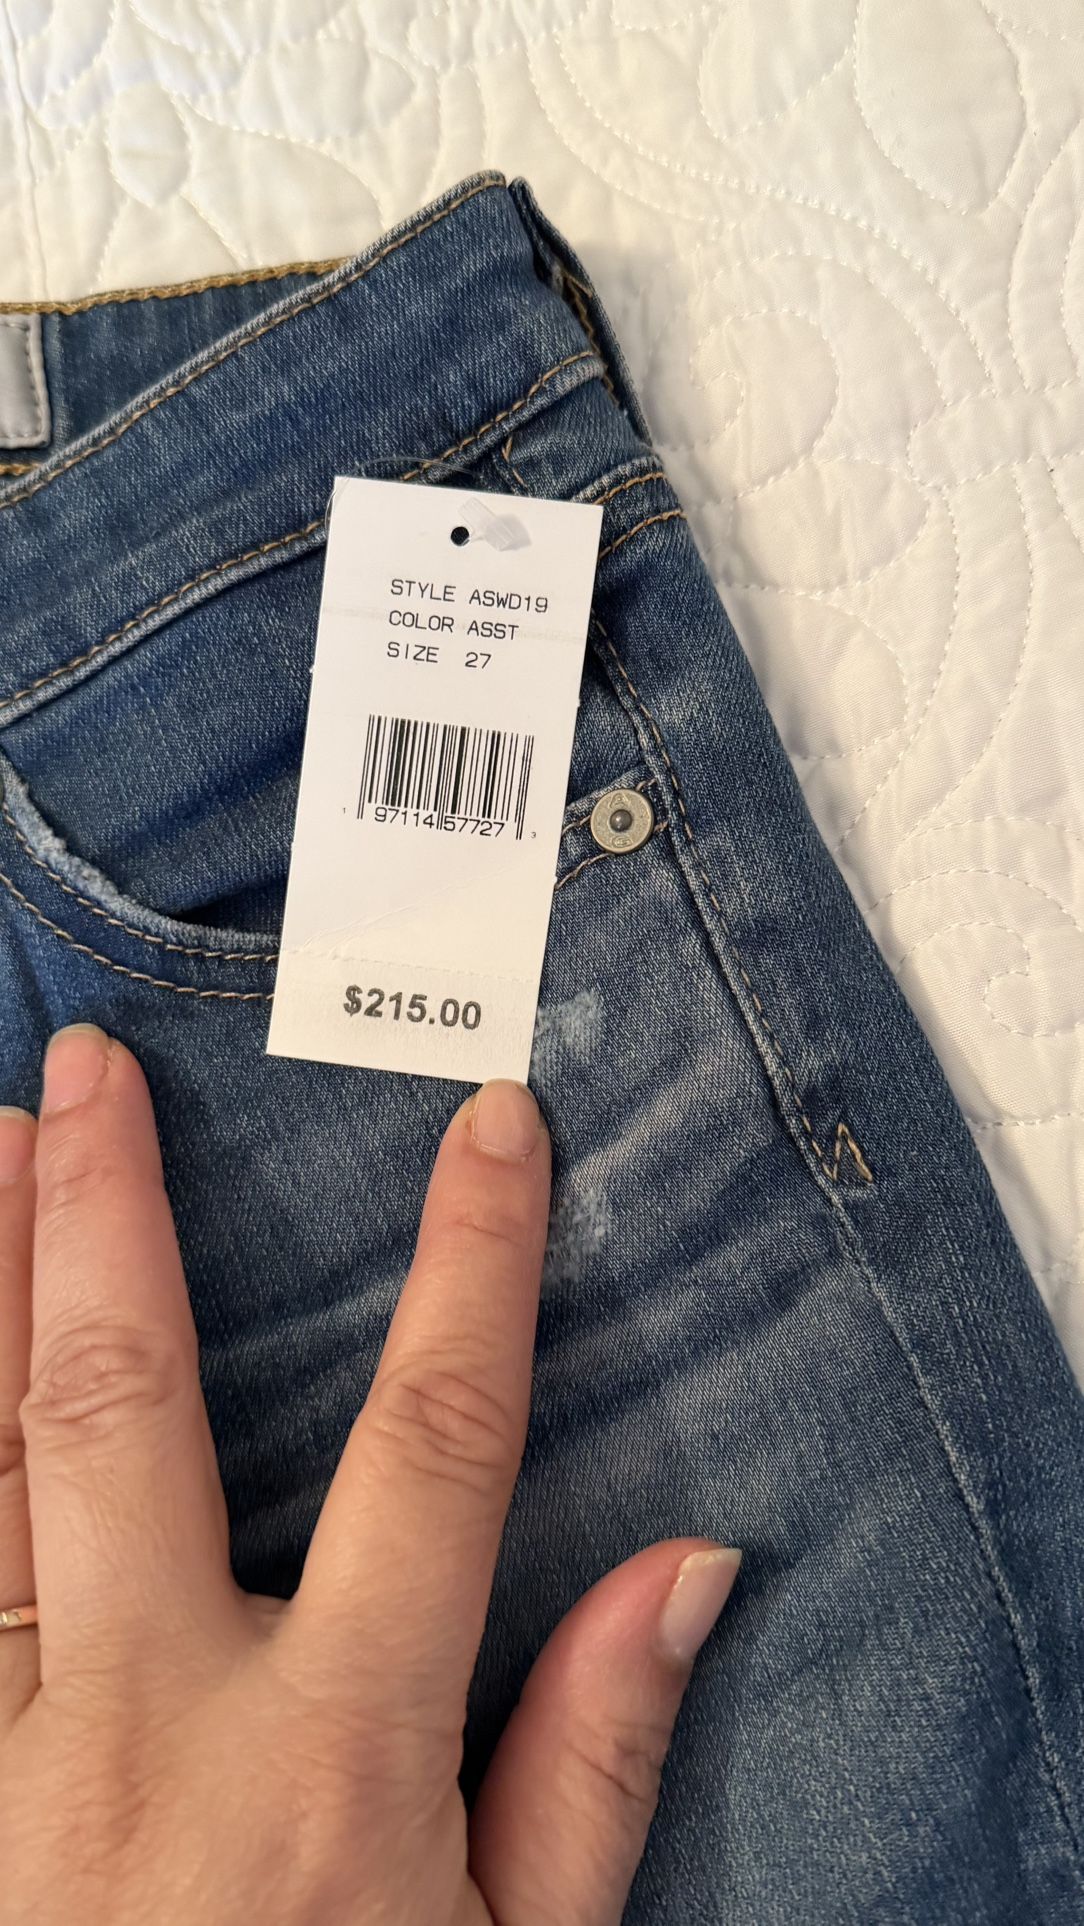 STYLE ASWD19
COLOR ASST
SIZE 27
1 97114 57727 3
$215.00
A
G